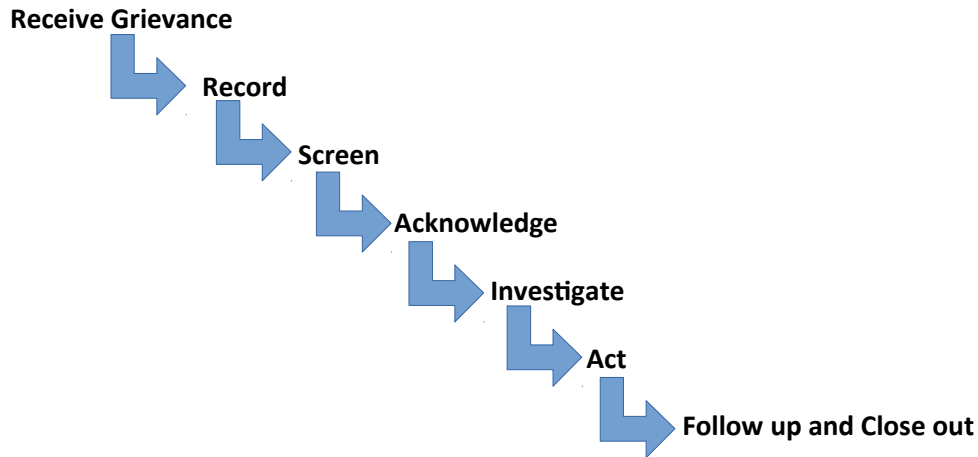 Receive Grievance
Record
Screen
Acknowledge
Investigate
Act
Follow up and Close out